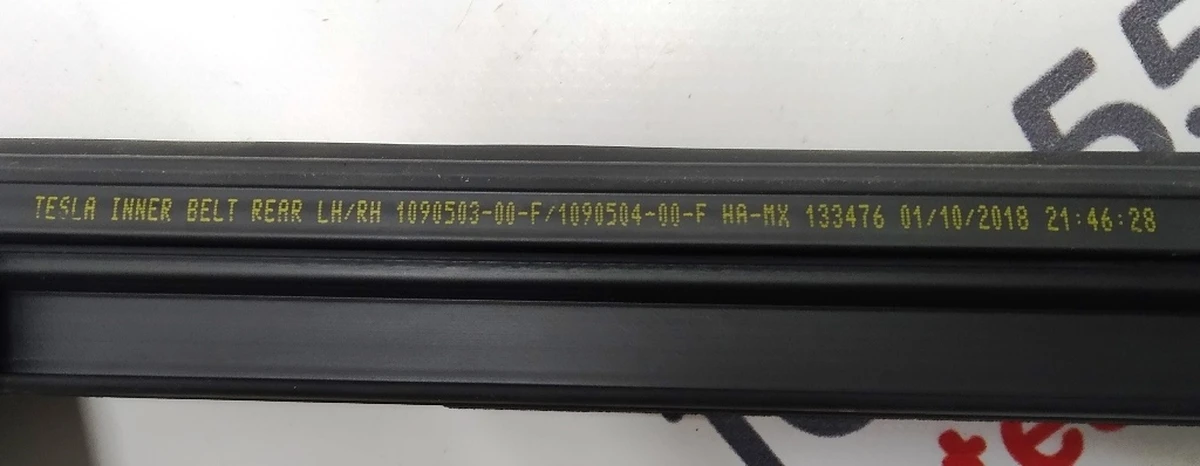 55
TESLA INNER BELT REAR LH/RH 1090503-00-F/1090504-00-F HA-MX 133476 01/10/2018 21:46:28